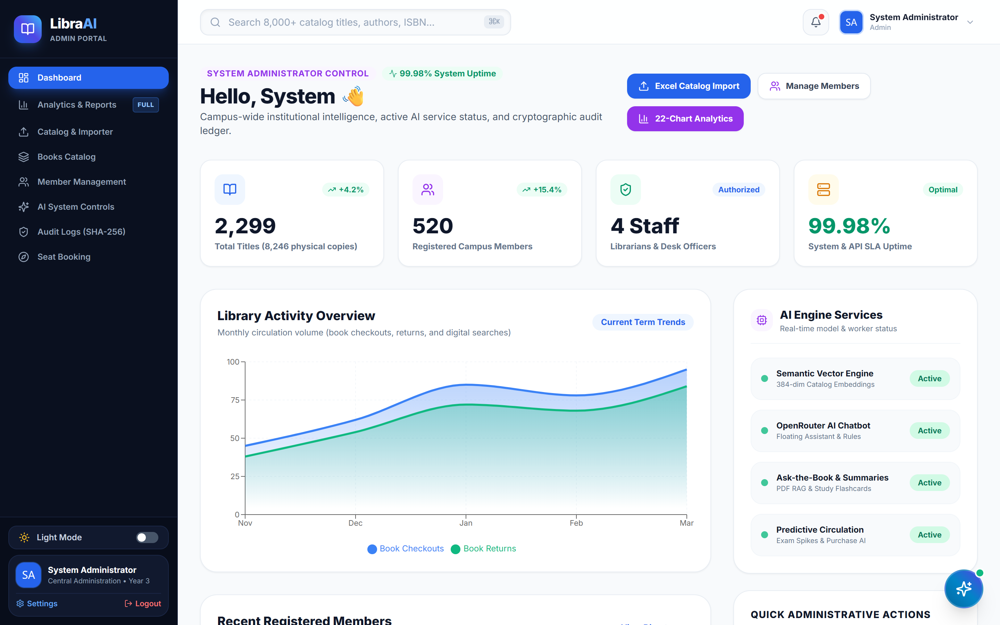 LibraAI
ADMIN PORTAL
Dashboard
Analytics & Reports
FULL
Catalog & Importer
Books Catalog
Member Management
AI System Controls
Audit Logs (SHA-256)
Seat Booking
Light Mode
SA
System Administrator
Central Administration • Year 3
Settings
Logout
Search 8,000+ catalog titles, authors, ISBN...
⌘K
SA
System Administrator
Admin
SYSTEM ADMINISTRATOR CONTROL
99.98% System Uptime
Hello, System 👋
Campus-wide institutional intelligence, active AI service status, and cryptographic audit
ledger.
Excel Catalog Import
Manage Members
22-Chart Analytics
+4.2%
2,299
Total Titles (8,246 physical copies)
+15.4%
520
Registered Campus Members
Authorized
4 Staff
Librarians & Desk Officers
Optimal
99.98%
System & API SLA Uptime
Library Activity Overview
Monthly circulation volume (book checkouts, returns, and digital searches)
Current Term Trends
100
75
50
25
0
Nov
Dec
Jan
Feb
Mar
Book Checkouts
Book Returns
AI Engine Services
Real-time model & worker status
Semantic Vector Engine
384-dim Catalog Embeddings
Active
OpenRouter AI Chatbot
Floating Assistant & Rules
Active
Ask-the-Book & Summaries
PDF RAG & Study Flashcards
Active
Predictive Circulation
Exam Spikes & Purchase AI
Active
Recent Registered Members
QUICK ADMINISTRATIVE ACTIONS